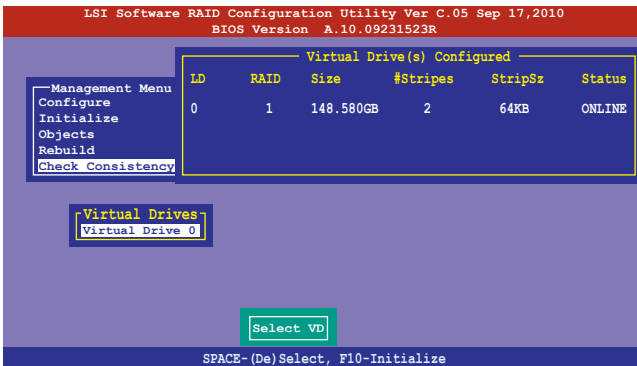 LSI Software RAID Configuration Utility Ver C.05 Sep 17,2010
BIOS Version A.10.09231523R
Virtual Drive(s) Configured
LD RAID Size #Stripes StripSz Status
0 1 148.580GB 2 64KB ONLINE
Management Menu
Configure
Initialize
Objects
Rebuild
Check Consistency
Virtual Drives
Virtual Drive 0
Select VD
SPACE-(De)Select, F10-Initialize